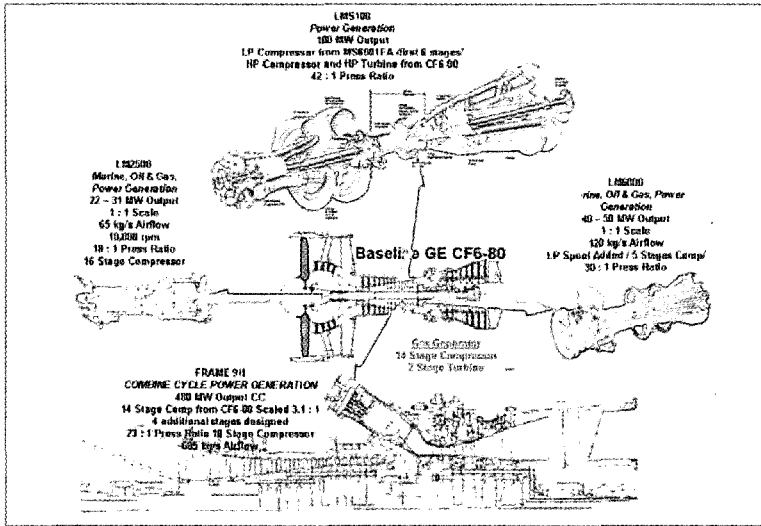 LMS100
Power Generation
100 MW Output
LP Compressor from MS6001FA /first 6 stages/
HP Compressor and HP Turbine from CF6-80
42 : 1 Press Ratio
LM2500
Marine, Oil & Gas,
Power Generation
22 – 31 MW Output
1 : 1 Scale
65 kg/s Airflow
10,000 rpm
18 : 1 Press Ratio
16 Stage Compressor
LM6000
rine, Oil & Gas, Power
Generation
40 – 50 MW Output
1 : 1 Scale
120 kg/s Airflow
LP Spool Added / 5 Stages Comp/
30 : 1 Press Ratio
Baseline GE CF6-80
Gas Generator
14 Stage Compressor
2 Stage Turbine
FRAME 9H
COMBINE CYCLE POWER GENERATION
480 MW Output CC
14 Stage Comp from CF6-80 Scaled 3.1 : 1
4 additional stages designed
23 : 1 Press Ratio 18 Stage Compressor
685 kg/s Airflow